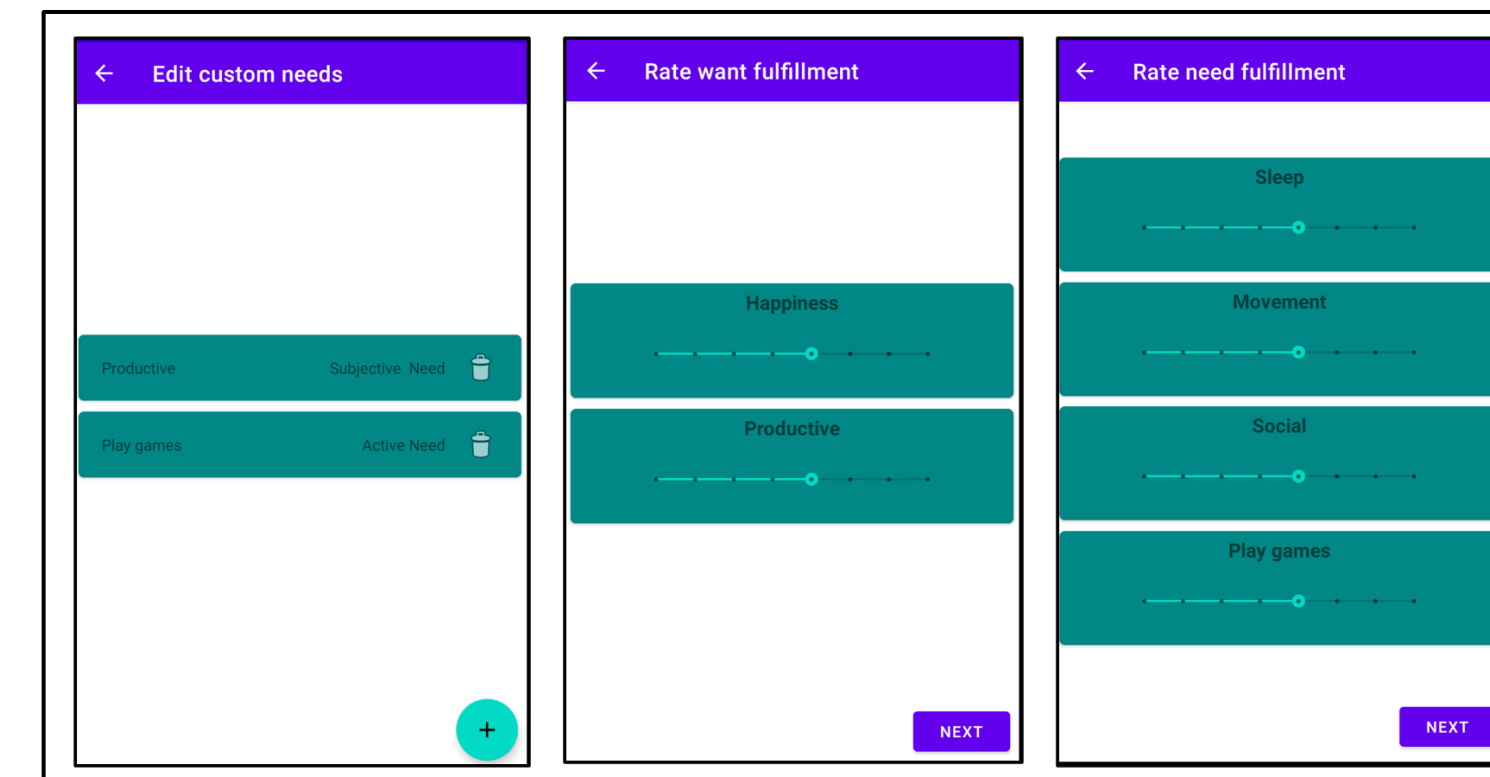 Edit custom needs
Productive Subjective Need
Play games Active Need
+
Rate want fulfillment
Happiness
Productive
NEXT
Rate need fulfillment
Sleep
Movement
Social
Play games
NEXT